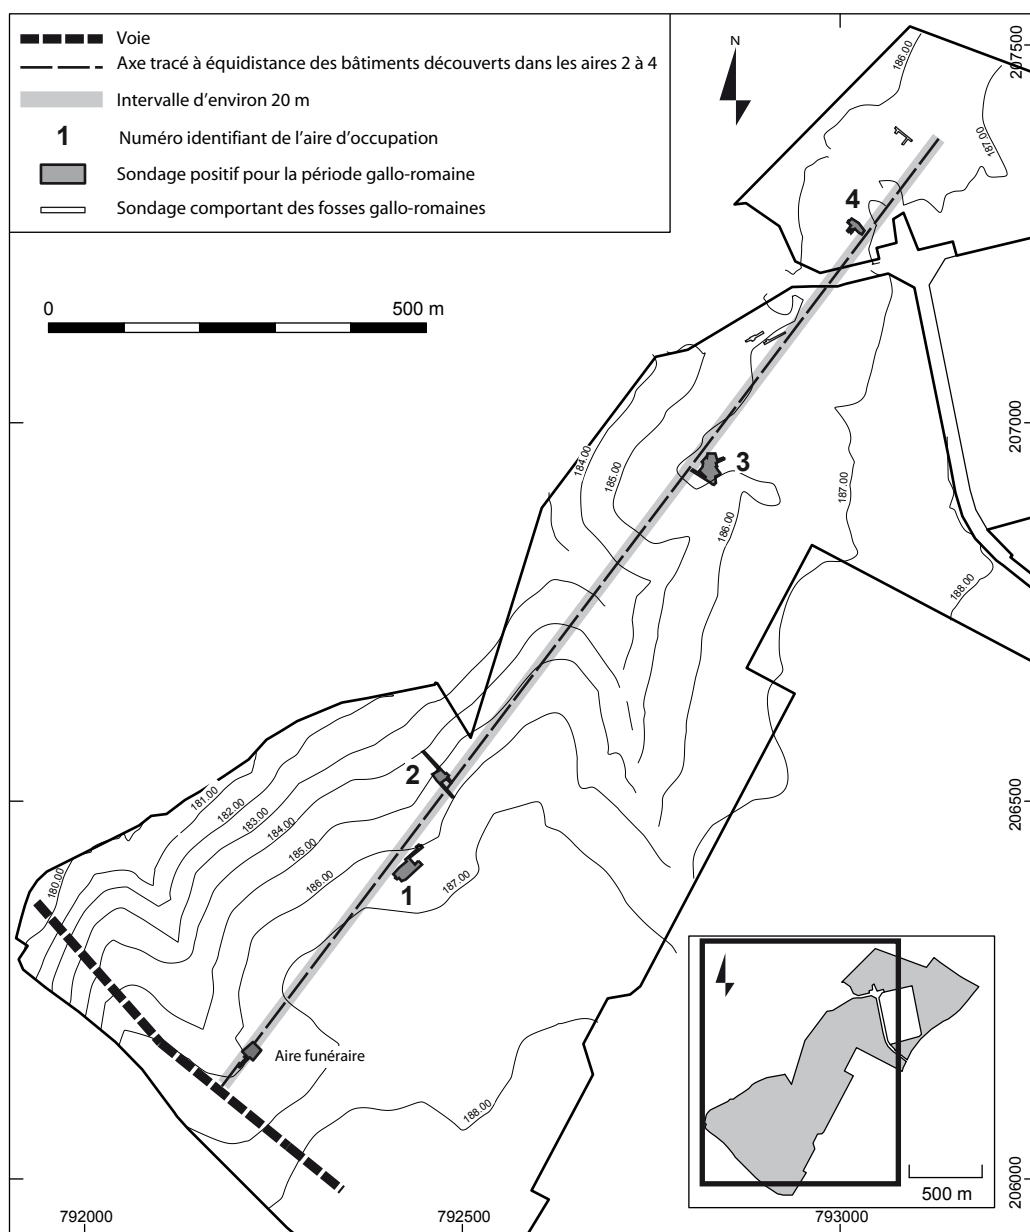 Voie
Axe tracé à équidistance des bâtiments découverts dans les aires 2 à 4
Intervalle d'environ 20 m
1 Numéro identifiant de l'aire d'occupation
Sondage positif pour la période gallo-romaine
Sondage comportant des fosses gallo-romaines
0 500 m
N
186.00
207500
187.00
4
207000
184.00
185.00
3
187.00
186.00
188.00
2
181.00
182.00
183.00
184.00
185.00
206500
186.00
1
187.00
180.00
Aire funéraire
188.00
500 m
206000
792000
792500
793000